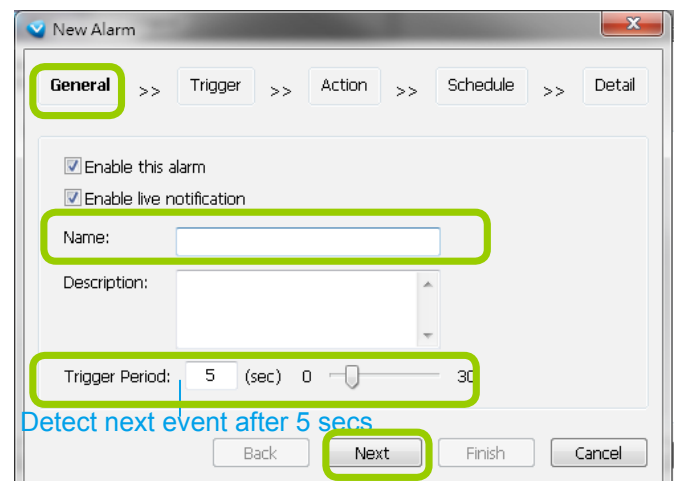 New Alarm
General >> Trigger >> Action >> Schedule >> Detail
Enable this alarm
Enable live notification
Name:
Description:
Trigger Period: 5 (sec) 0 30
Detect next event after 5 secs
Back Next Finish Cancel